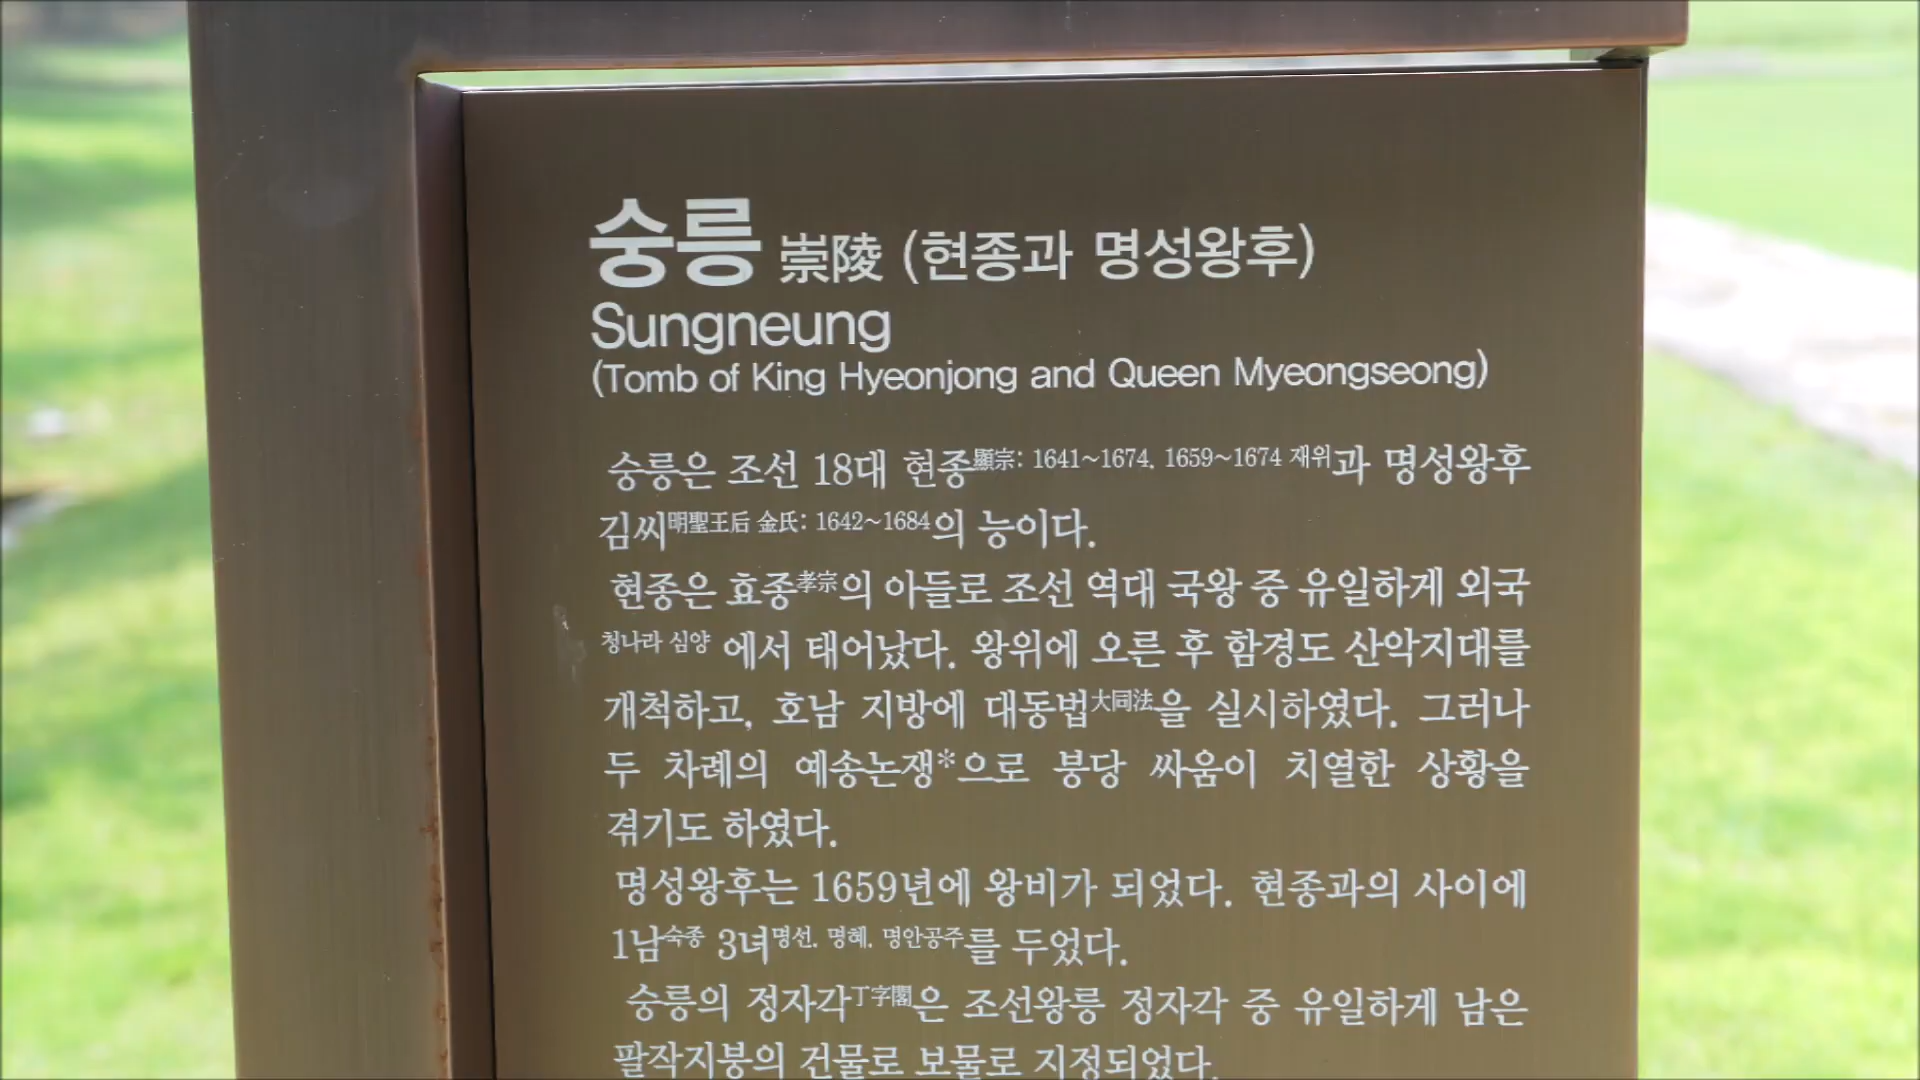 숭릉 崇陵 (현종과 명성왕후)
Sungneung
(Tomb of King Hyeonjong and Queen Myeongseong)
숭릉은 조선 18대 현종顯宗: 1641~1674, 1659~1674 재위과 명성왕후
김씨明聖王后 金氏: 1642~1684의 능이다.
현종은 효종孝宗의 아들로 조선 역대 국왕 중 유일하게 외국
청나라 심양 에서 태어났다. 왕위에 오른 후 함경도 산악지대를
개척하고, 호남 지방에 대동법大同法을 실시하였다. 그러나
두 차례의 예송논쟁*으로 붕당 싸움이 치열한 상황을
겪기도 하였다.
명성왕후는 1659년에 왕비가 되었다. 현종과의 사이에
1남숙종 3녀명선, 명혜, 명안공주를 두었다.
숭릉의 정자각丁字閣은 조선왕릉 정자각 중 유일하게 남은
팔작지붕의 건물로 보물로 지정되었다.